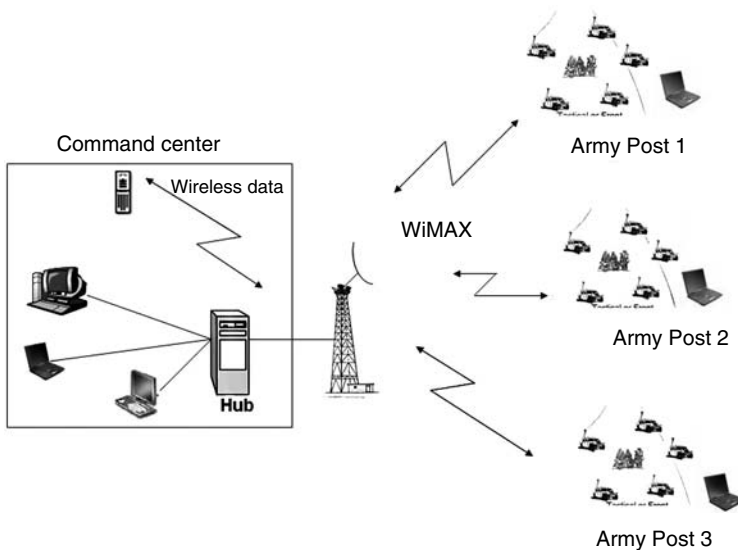 Command center
Wireless data
Hub
WiMAX
Army Post 1
Army Post 2
Army Post 3